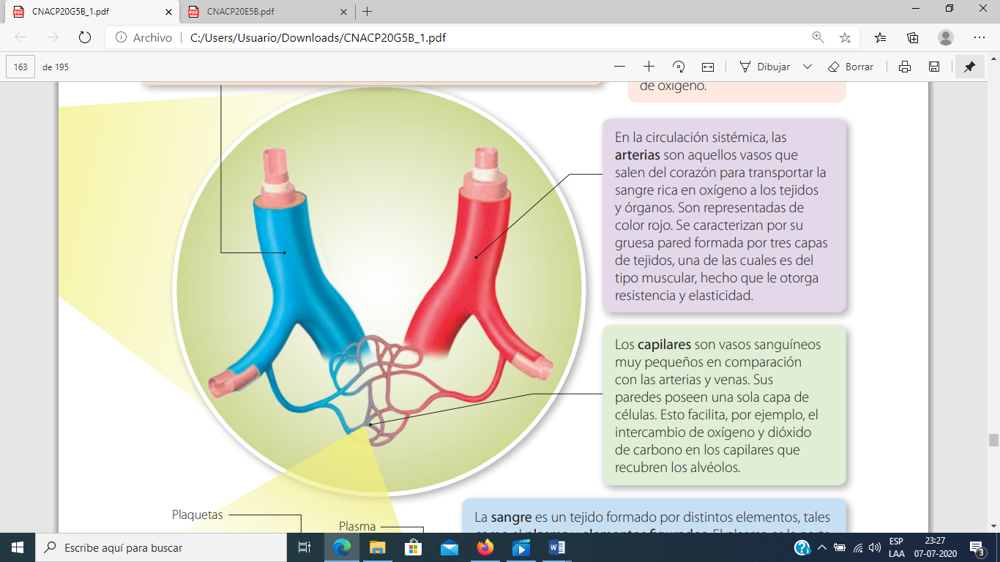 CNACP20G5B_1.pdf
CNACP20E5B.pdf
Archivo
C:/Users/Usuario/Downloads/CNACP20G5B_1.pdf
163 de 195
Dibujar
Borrar
de oxígeno.
En la circulación sistémica, las
arterias son aquellos vasos que
salen del corazón para transportar la
sangre rica en oxígeno a los tejidos
y órganos. Son representadas de
color rojo. Se caracterizan por su
gruesa pared formada por tres capas
de tejidos, una de las cuales es del
tipo muscular, hecho que le otorga
resistencia y elasticidad.
Los capilares son vasos sanguíneos
muy pequeños en comparación
con las arterias y venas. Sus
paredes poseen una sola capa de
células. Esto facilita, por ejemplo, el
intercambio de oxígeno y dióxido
de carbono en los capilares que
recubren los alvéolos.
Plaquetas
Plasma
La sangre es un tejido formado por distintos elementos, tales
Escribe aquí para buscar
ESP
LAA
23:27
07-07-2020
3